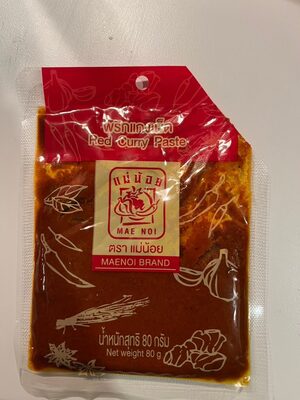 พริกแกงเผ็ด
Red Curry Paste
แม่น้อย
MAE NOI
ตรา แม่น้อย
MAENOI BRAND
น้ำหนักสุทธิ 80 กรัม
Net weight 80 g